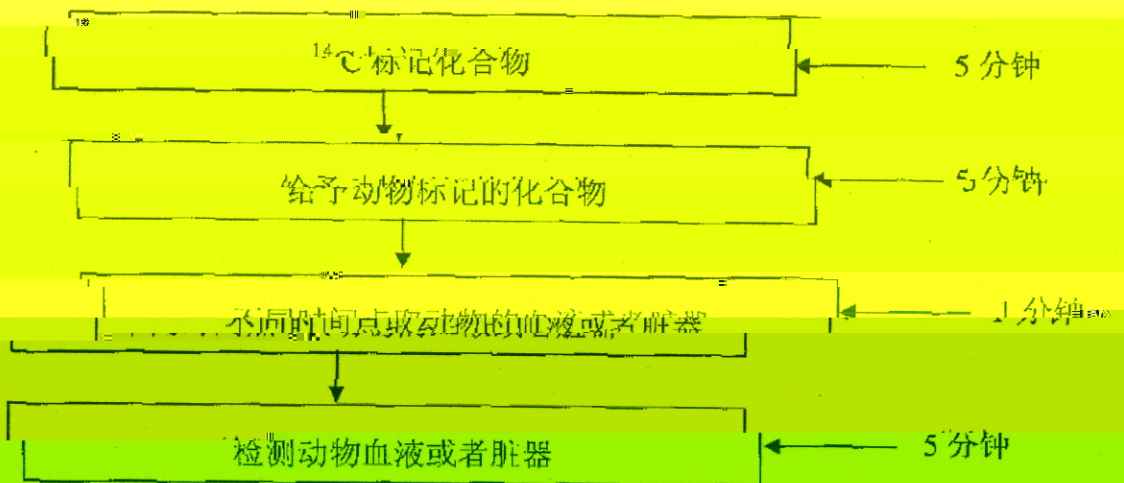 ¹⁴C 标记化合物
5 分钟
给予动物标记的化合物
5 分钟
不同时间点取动物的血液或者脏器
1 分钟
检测动物血液或者脏器
5 分钟